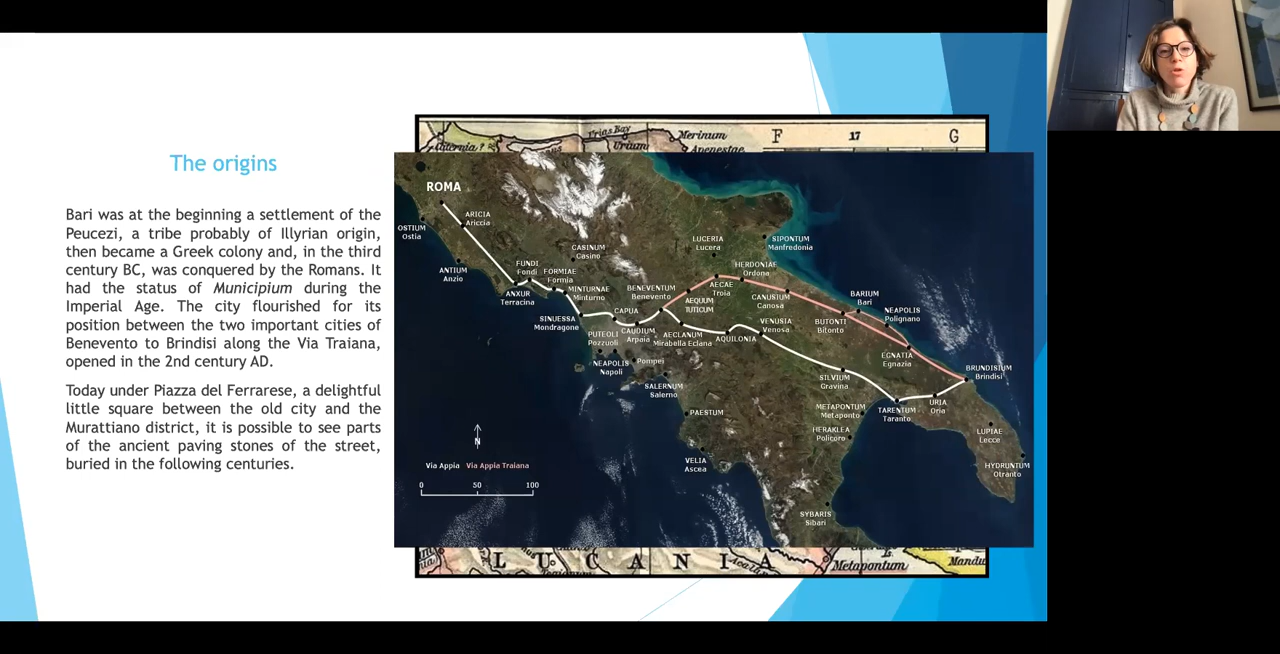 The origins
Bari was at the beginning a settlement of the
Peucezi, a tribe probably of Illyrian origin,
then became a Greek colony and, in the third
century BC, was conquered by the Romans. It
had the status of Municipium during the
Imperial Age. The city flourished for its
position between the two important cities of
Benevento to Brindisi along the Via Traiana,
opened in the 2nd century AD.
Today under Piazza del Ferrarese, a delightful
little square between the old city and the
Murattiano district, it is possible to see parts
of the ancient paving stones of the street,
buried in the following centuries.
Urias Bay
Urium
Merinum
Apenestae
F
17
G
ROMA
ARICIA
Ariccia
OSTIUM
Ostia
ANTIUM
Anzio
CASINUM
Casino
FUNDI
Fondi
FORMIAE
Formia
ANXUR
Terracina
MINTURNAE
Minturno
SINUESSA
Mondragone
CAPUA
PUTEOLI
Pozzuoli
CAUDIUM
Arpaia
NEAPOLIS
Napoli
Pompei
SALERNUM
Salerno
BENEVENTUM
Benevento
AEQUUM
TUTICUM
AECLANUM
Mirabella Eclana
AQUILONIA
LUCERIA
Lucera
SIPONTUM
Manfredonia
AECAE
Troia
HERDONIAE
Ordona
CANUSIUM
Canosa
VENUSIA
Venosa
BARIUM
Bari
BUTONTI
Bitonto
NEAPOLIS
Polignano
EGNATIA
Egnazia
BRUNDISIUM
Brindisi
SILVIUM
Gravina
TARENTUM
Taranto
URIA
Oria
METAPONTUM
Metaponto
HERAKLEA
Policoro
LUPIAE
Lecce
HYDRUNTUM
Otranto
PAESTUM
VELIA
Ascea
SYBARIS
Sibari
N
Via Appia Via Appia Traiana
0 50 100
LUCANIA
Metapontum
Mandu